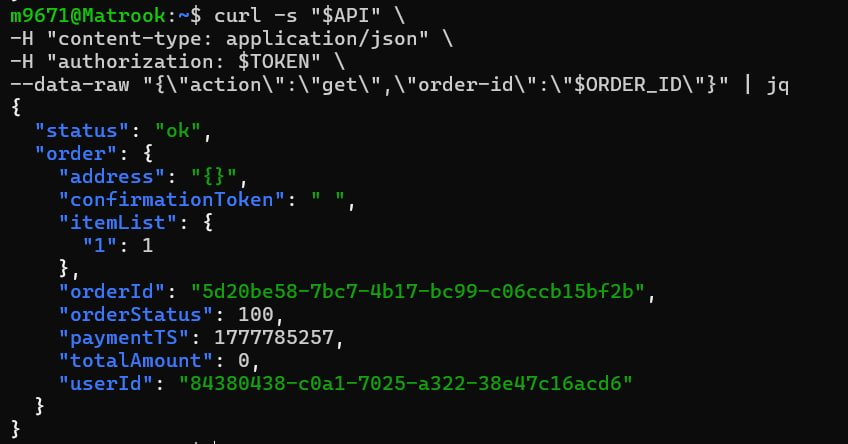 m9671@Matrook:~$ curl -s "$API" \
-H "content-type: application/json" \
-H "authorization: $TOKEN" \
--data-raw "{\"action\":\"get\",\"order-id\":\"$ORDER_ID\"}" | jq
{
  "status": "ok",
  "order": {
    "address": "{}",
    "confirmationToken": " ",
    "itemList": {
      "1": 1
    },
    "orderId": "5d20be58-7bc7-4b17-bc99-c06ccb15bf2b",
    "orderStatus": 100,
    "paymentTS": 1777785257,
    "totalAmount": 0,
    "userId": "84380438-c0a1-7025-a322-38e47c16acd6"
  }
}